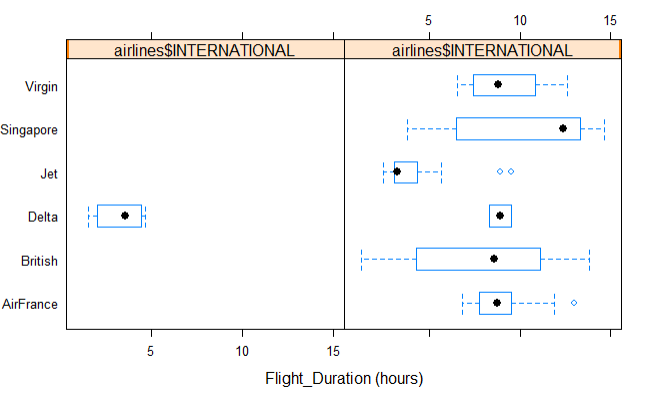 5 10 15
airlines$INTERNATIONAL airlines$INTERNATIONAL
Virgin
Singapore
Jet
Delta
British
AirFrance
5 10 15
Flight_Duration (hours)